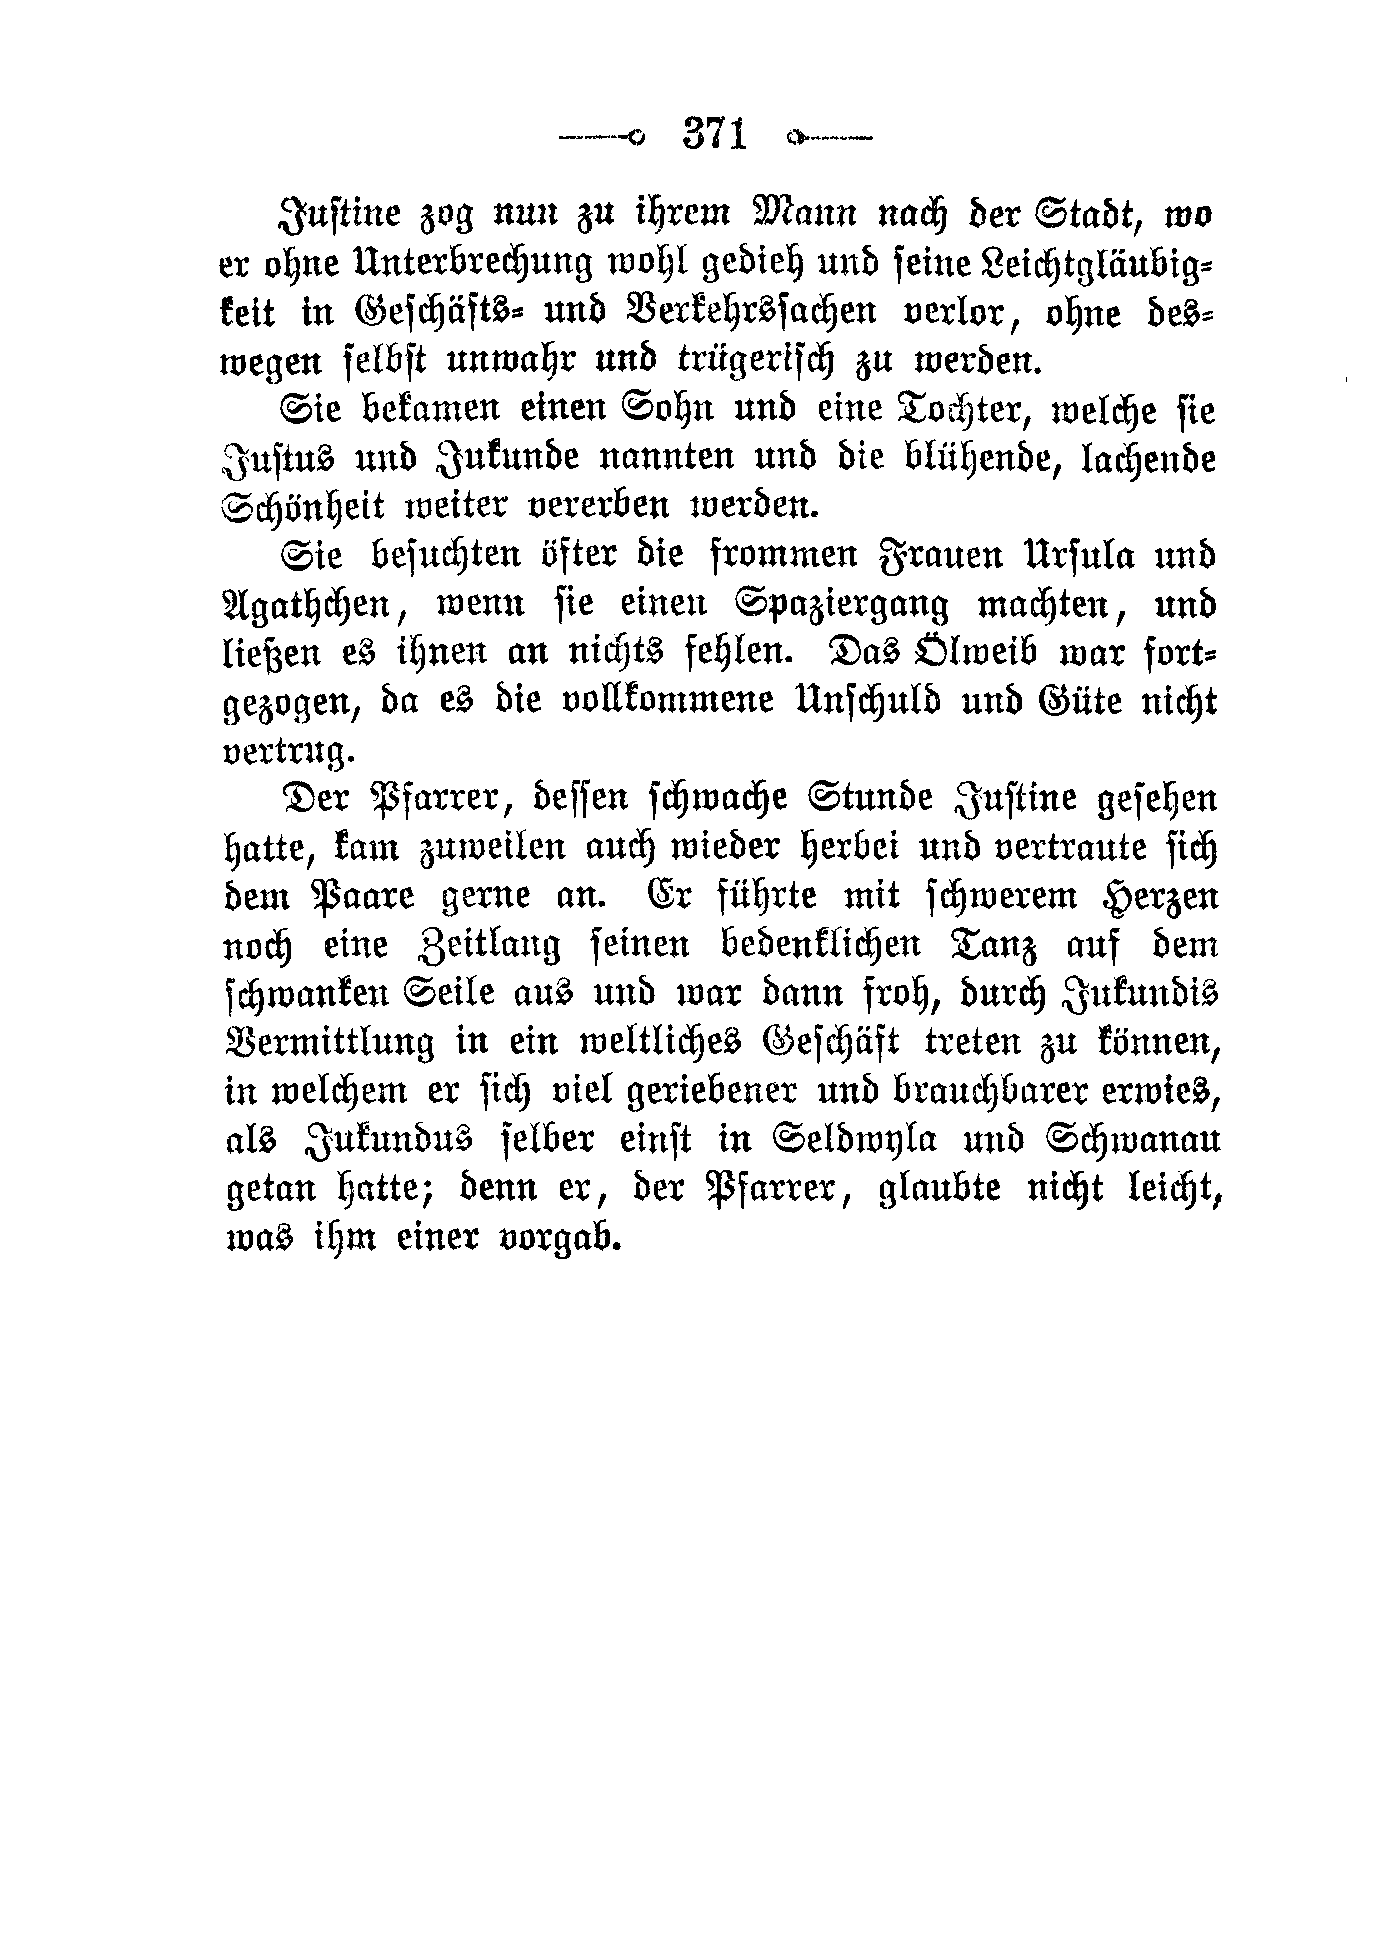 371
Justine zog nun zu ihrem Mann nach der Stadt, wo
er ohne Unterbrechung wohl gedieh und seine Leichtgläubig-
keit in Geschäfts- und Verkehrssachen verlor, ohne des-
wegen selbst unwahr und trügerisch zu werden.
Sie bekamen einen Sohn und eine Tochter, welche sie
Justus und Jukunde nannten und die blühende, lachende
Schönheit weiter vererben werden.
Sie besuchten öfter die frommen Frauen Ursula und
Agathchen, wenn sie einen Spaziergang machten, und
ließen es ihnen an nichts fehlen. Das Ölweib war fort-
gezogen, da es die vollkommene Unschuld und Güte nicht
vertrug.
Der Pfarrer, dessen schwache Stunde Justine gesehen
hatte, kam zuweilen auch wieder herbei und vertraute sich
dem Paare gerne an. Er führte mit schwerem Herzen
noch eine Zeitlang seinen bedenklichen Tanz auf dem
schwanken Seile aus und war dann froh, durch Jukundis
Vermittlung in ein weltliches Geschäft treten zu können,
in welchem er sich viel geriebener und brauchbarer erwies,
als Jukundus selber einst in Seldwyla und Schwanau
getan hatte; denn er, der Pfarrer, glaubte nicht leicht,
was ihm einer vorgab.